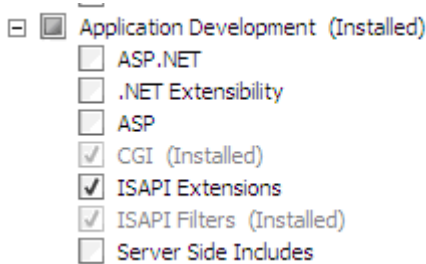 Application Development (Installed)
ASP.NET
.NET Extensibility
ASP
CGI (Installed)
ISAPI Extensions
ISAPI Filters (Installed)
Server Side Includes